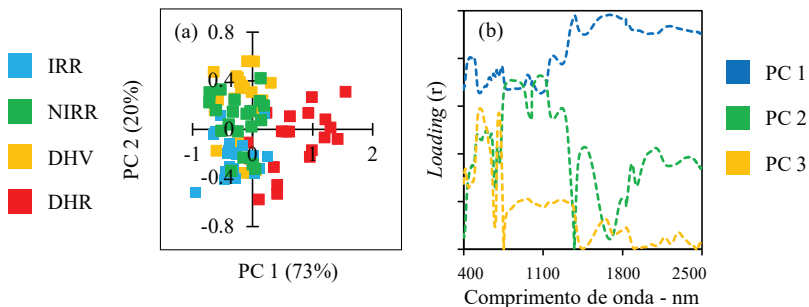 IRR
NIRR
DHV
DHR
(a)
PC 2 (20%)
0.8
0.4
0
-0.4
-0.8
-1
0
1
2
PC 1 (73%)
(b)
Loading (r)
400
1100
1800
2500
Comprimento de onda - nm
PC 1
PC 2
PC 3